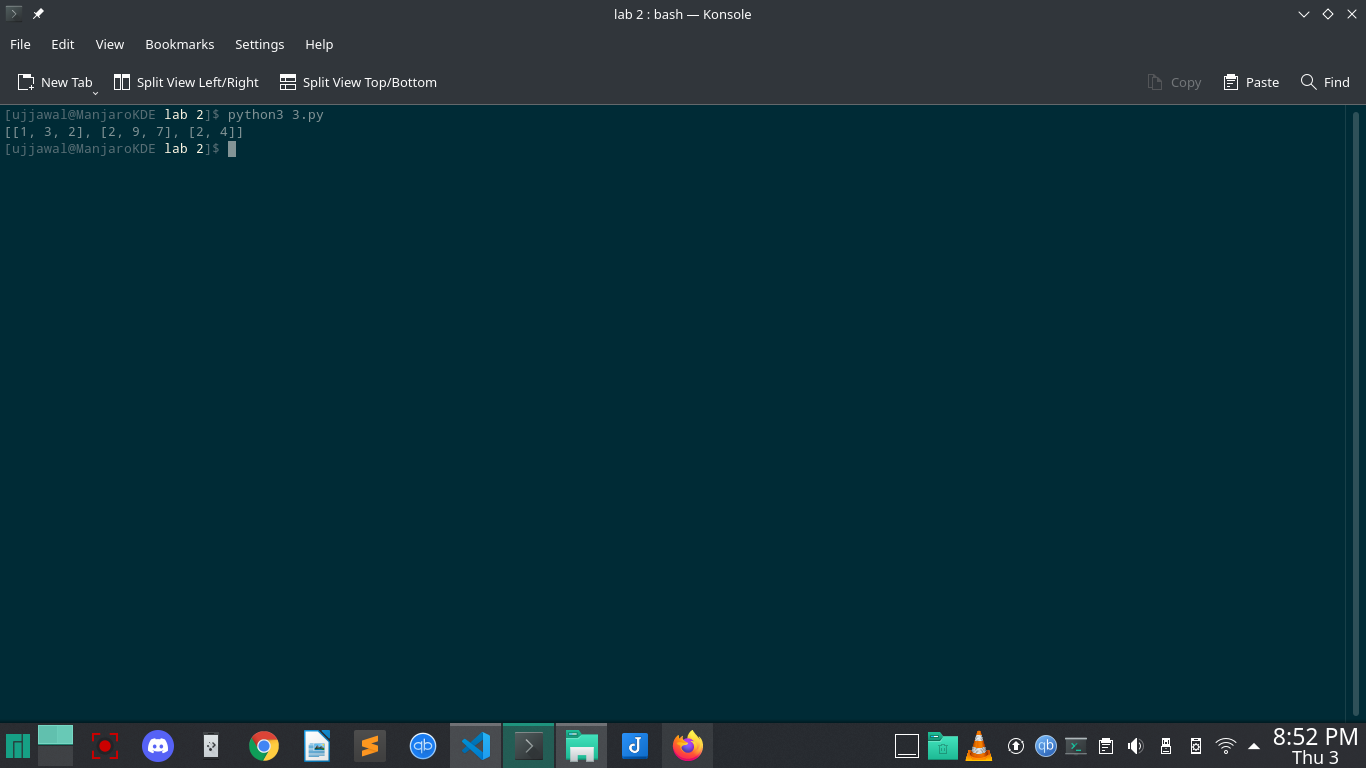 lab 2 : bash — Konsole
File Edit View Bookmarks Settings Help
New Tab Split View Left/Right Split View Top/Bottom Copy Paste Find
[ujjawal@ManjaroKDE lab 2]$ python3 3.py
[[1, 3, 2], [2, 9, 7], [2, 4]]
[ujjawal@ManjaroKDE lab 2]$
qb
qb
8:52 PM
Thu 3